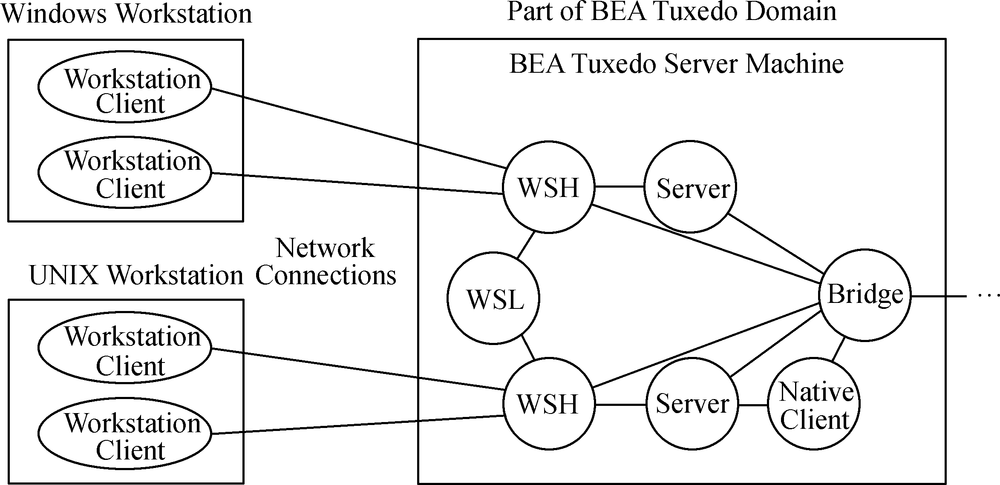 Windows Workstation
Workstation
Client
Workstation
Client
UNIX Workstation
Workstation
Client
Workstation
Client
Network
Connections
Part of BEA Tuxedo Domain
BEA Tuxedo Server Machine
WSH
Server
WSL
Bridge
...
WSH
Server
Native
Client